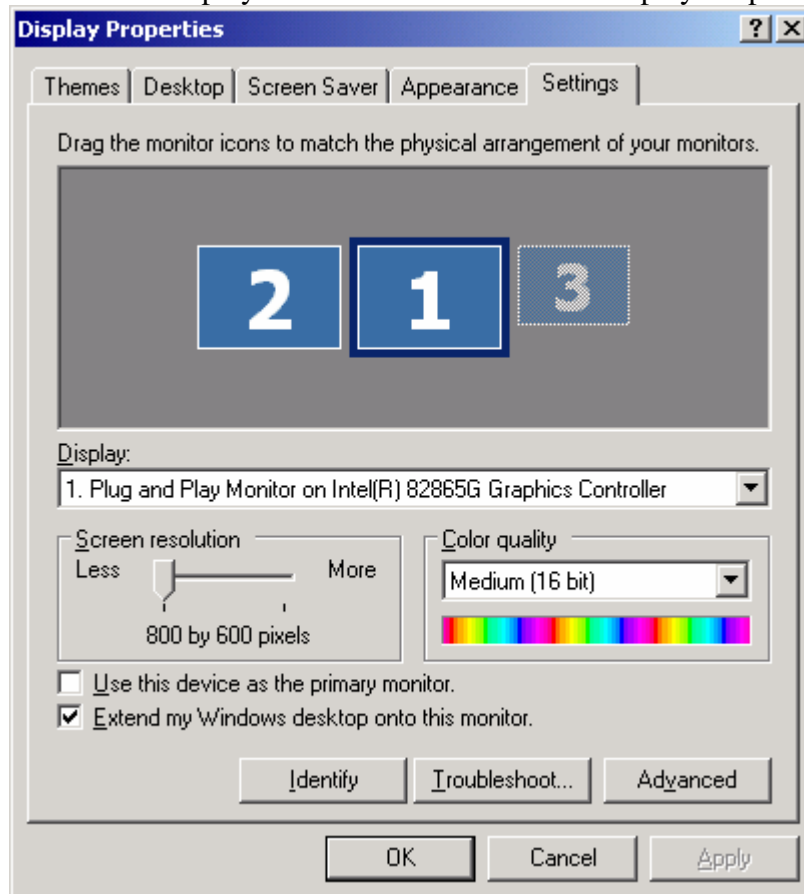 Display Properties
Themes Desktop Screen Saver Appearance Settings
Drag the monitor icons to match the physical arrangement of your monitors.
2 1 3
Display:
1. Plug and Play Monitor on Intel(R) 82865G Graphics Controller
Screen resolution Color quality
Less More Medium (16 bit)
800 by 600 pixels
Use this device as the primary monitor.
Extend my Windows desktop onto this monitor.
Identify Troubleshoot... Advanced
OK Cancel Apply